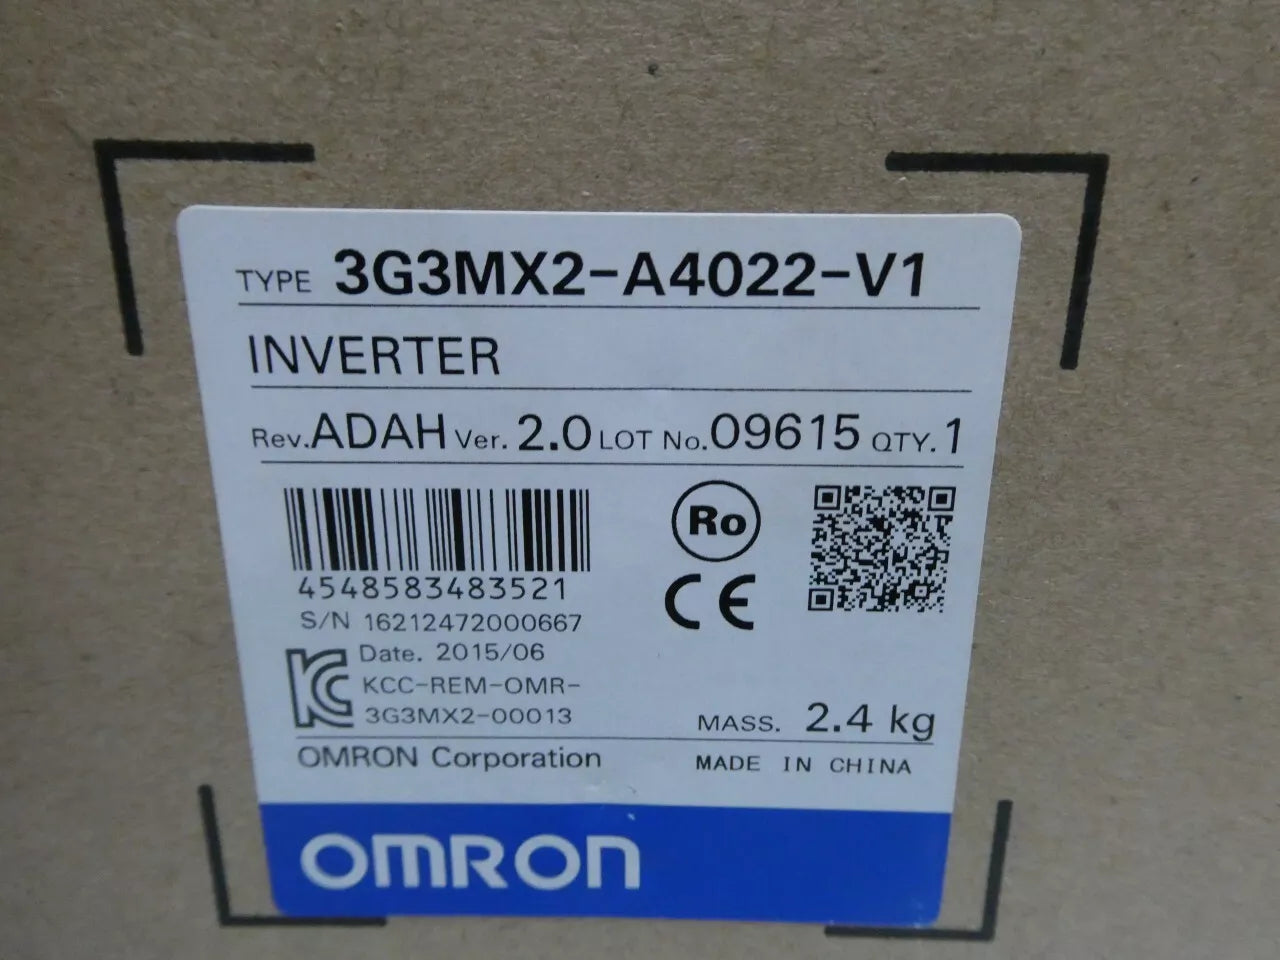 TYPE 3G3MX2-A4022-V1
INVERTER
Rev.ADAH Ver. 2.0 LOT No.09615 QTY.1
4548583483521
S/N 16212472000667
Date. 2015/06
KCC-REM-OMR-
3G3MX2-00013
Ro
CE
KC
MASS. 2.4 kg
OMRON Corporation
MADE IN CHINA
OMRON